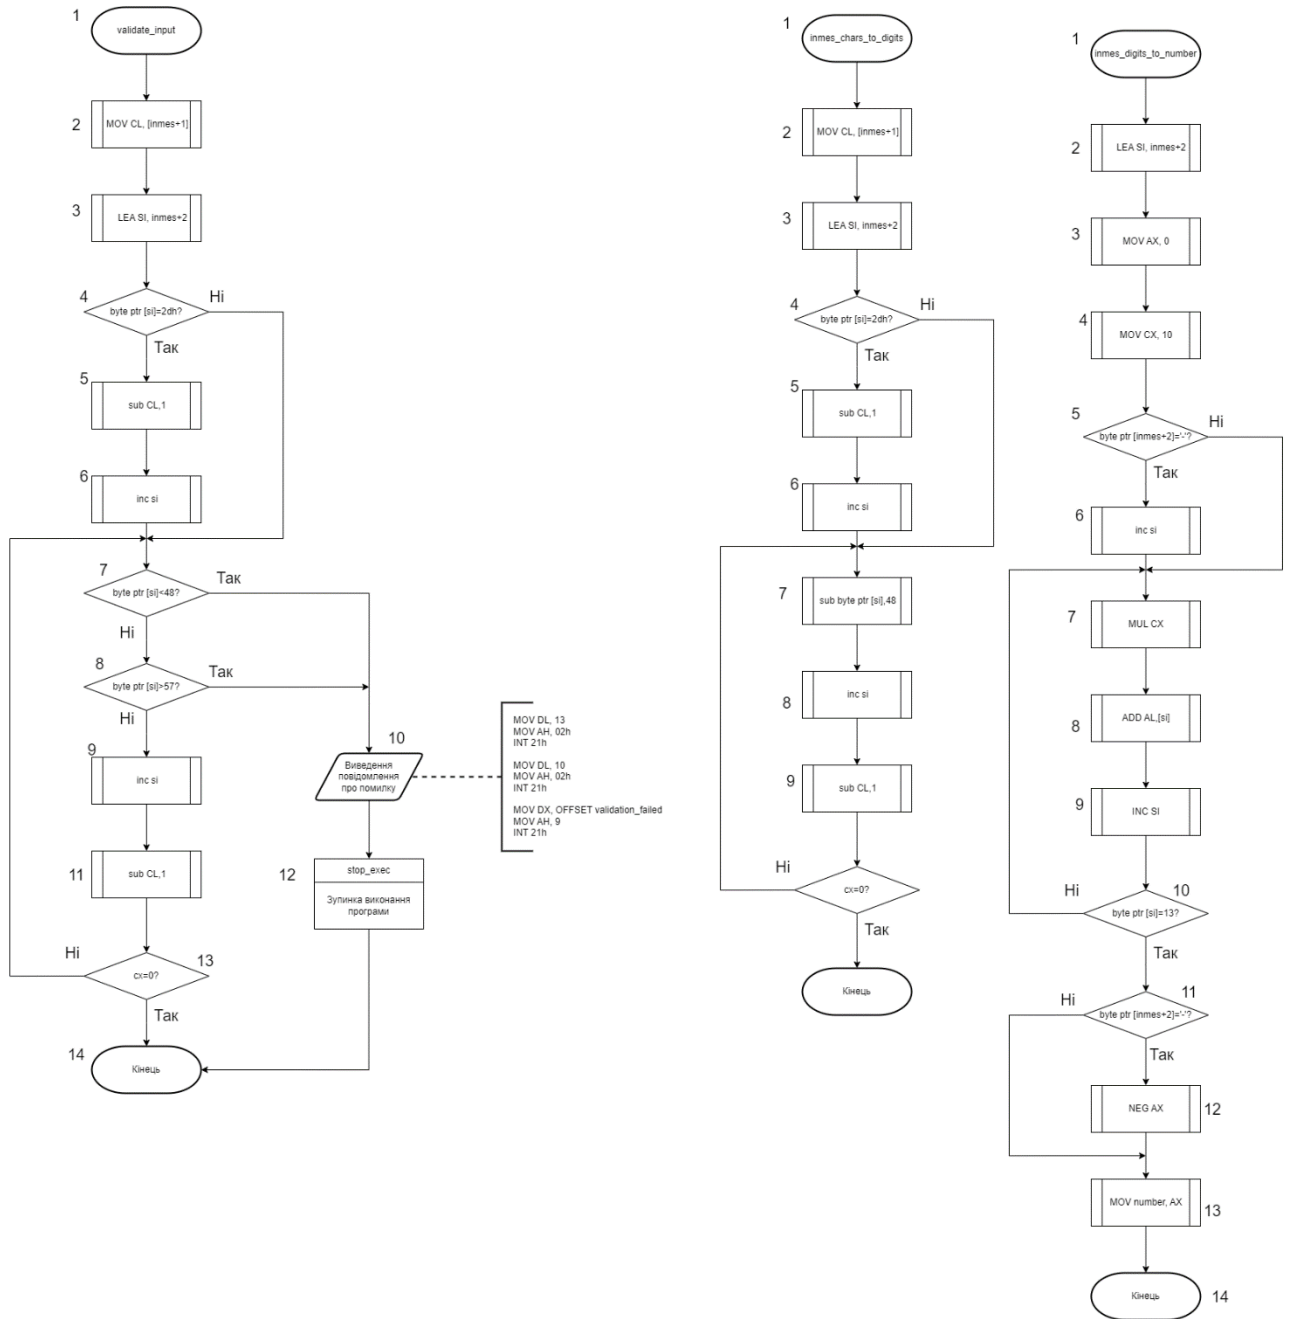 1
validate_input
2
MOV CL, [inmes+1]
3
LEA SI, inmes+2
4
Ні
byte ptr [si]=2dh?
Так
5
sub CL,1
6
inc si
7
Так
byte ptr [si]<48?
Ні
8
Так
byte ptr [si]>57?
Ні
9
inc si
10
Виведення
повідомлення
про помилку
MOV DL, 13
MOV AH, 02h
INT 21h
MOV DL, 10
MOV AH, 02h
INT 21h
MOV DX, OFFSET validation_failed
MOV AH, 9
INT 21h
11
sub CL,1
12
stop_exec
Зупинка виконання
програми
Ні
13
cx=0?
Так
14
Кінець
1
inmes_chars_to_digits
2
MOV CL, [inmes+1]
3
LEA SI, inmes+2
4
Ні
byte ptr [si]=2dh?
Так
5
sub CL,1
6
inc si
7
sub byte ptr [si],48
8
inc si
9
sub CL,1
Ні
cx=0?
Так
Кінець
1
inmes_digits_to_number
2
LEA SI, inmes+2
3
MOV AX, 0
4
MOV CX, 10
5
Ні
byte ptr [inmes+2]='-'?
Так
6
inc si
7
MUL CX
8
ADD AL,[si]
9
INC SI
Ні
10
byte ptr [si]=13?
Так
Ні
11
byte ptr [inmes+2]='-'?
Так
NEG AX
12
MOV number, AX
13
Кінець
14